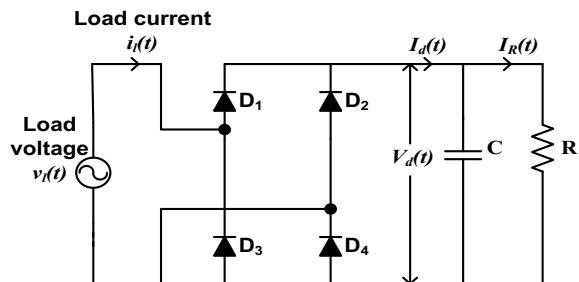 Load current
i_l(t)
I_d(t)
I_R(t)
D₁
D₂
Load
voltage
v_l(t)
V_d(t)
C
R
D₃
D₄